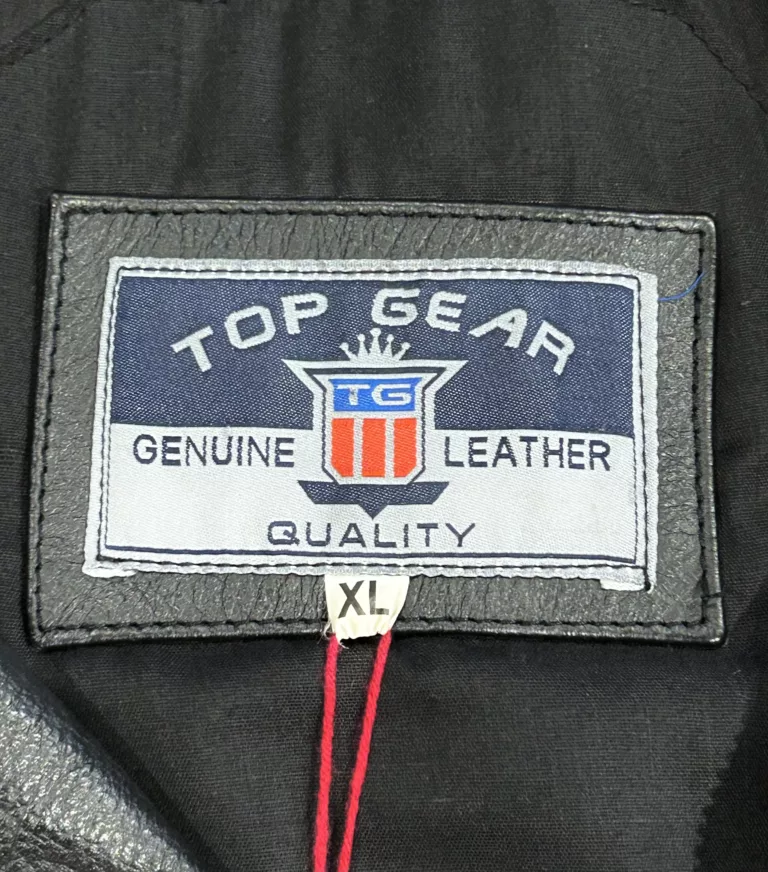 TOP GEAR
TG
GENUINE LEATHER
QUALITY
XL